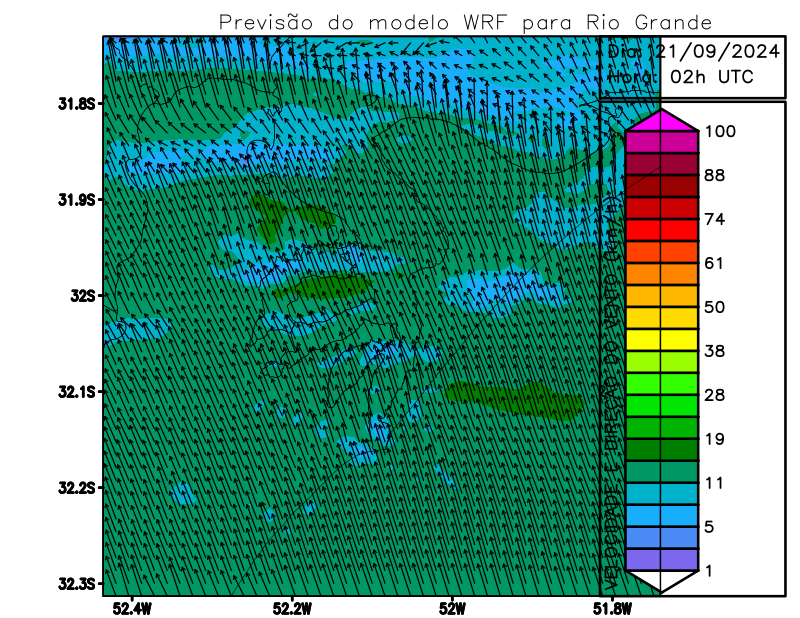 Previsão do modelo WRF para Rio Grande
Dia: 21/09/2024
Hora: 02h UTC
31.8S
31.9S
32S
32.1S
32.2S
32.3S
52.4W
52.2W
52W
51.8W
VELOCIDADE E DIREÇÃO DO VENTO (km/h)
100
88
74
61
50
38
28
19
11
5
1